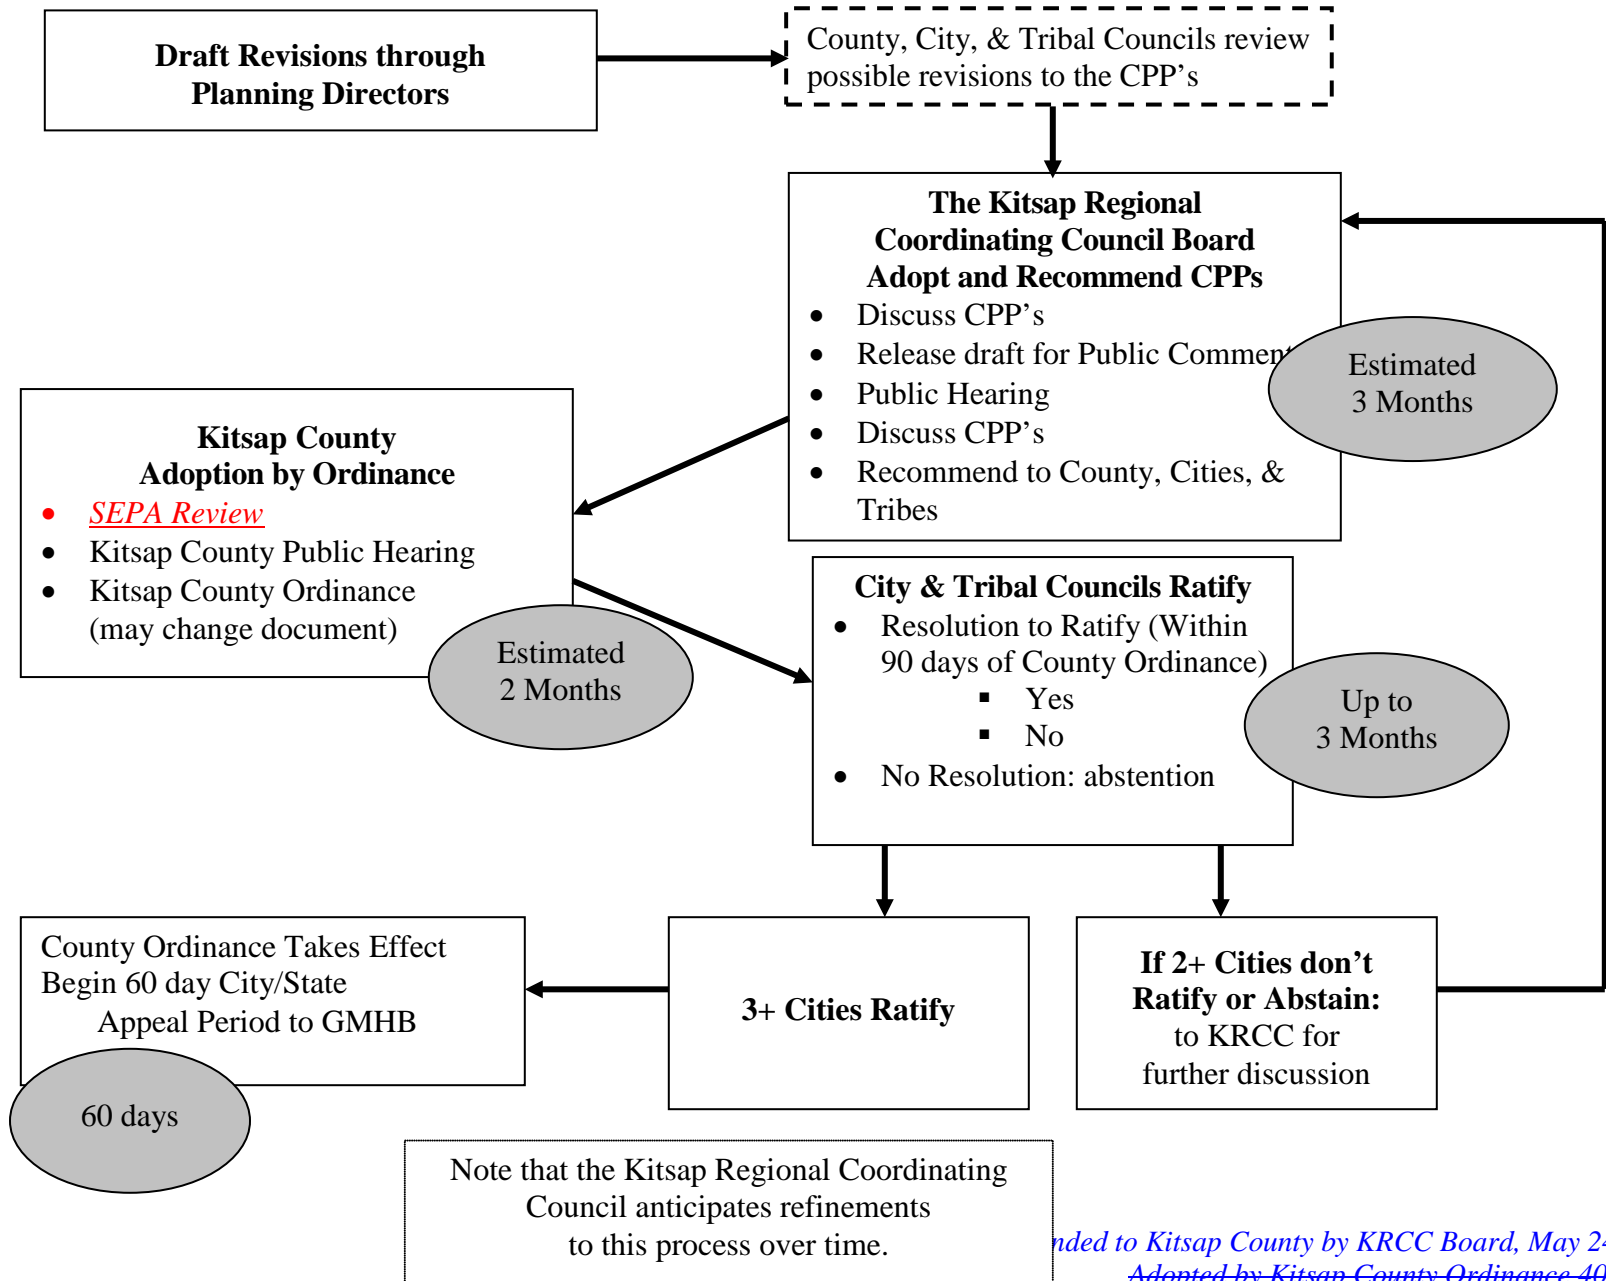 Draft Revisions through
Planning Directors
County, City, & Tribal Councils review
possible revisions to the CPP’s
The Kitsap Regional
Coordinating Council Board
Adopt and Recommend CPPs
• Discuss CPP’s
• Release draft for Public Comment
• Public Hearing
• Discuss CPP’s
• Recommend to County, Cities, &
Tribes
Estimated
3 Months
Kitsap County
Adoption by Ordinance
• SEPA Review
• Kitsap County Public Hearing
• Kitsap County Ordinance
(may change document)
Estimated
2 Months
City & Tribal Councils Ratify
• Resolution to Ratify (Within
90 days of County Ordinance)
▪ Yes
▪ No
• No Resolution: abstention
Up to
3 Months
County Ordinance Takes Effect
Begin 60 day City/State
Appeal Period to GMHB
60 days
3+ Cities Ratify
If 2+ Cities don’t
Ratify or Abstain:
to KRCC for
further discussion
Note that the Kitsap Regional Coordinating
Council anticipates refinements
to this process over time.
nded to Kitsap County by KRCC Board, May 24
Adopted by Kitsap County Ordinance 40